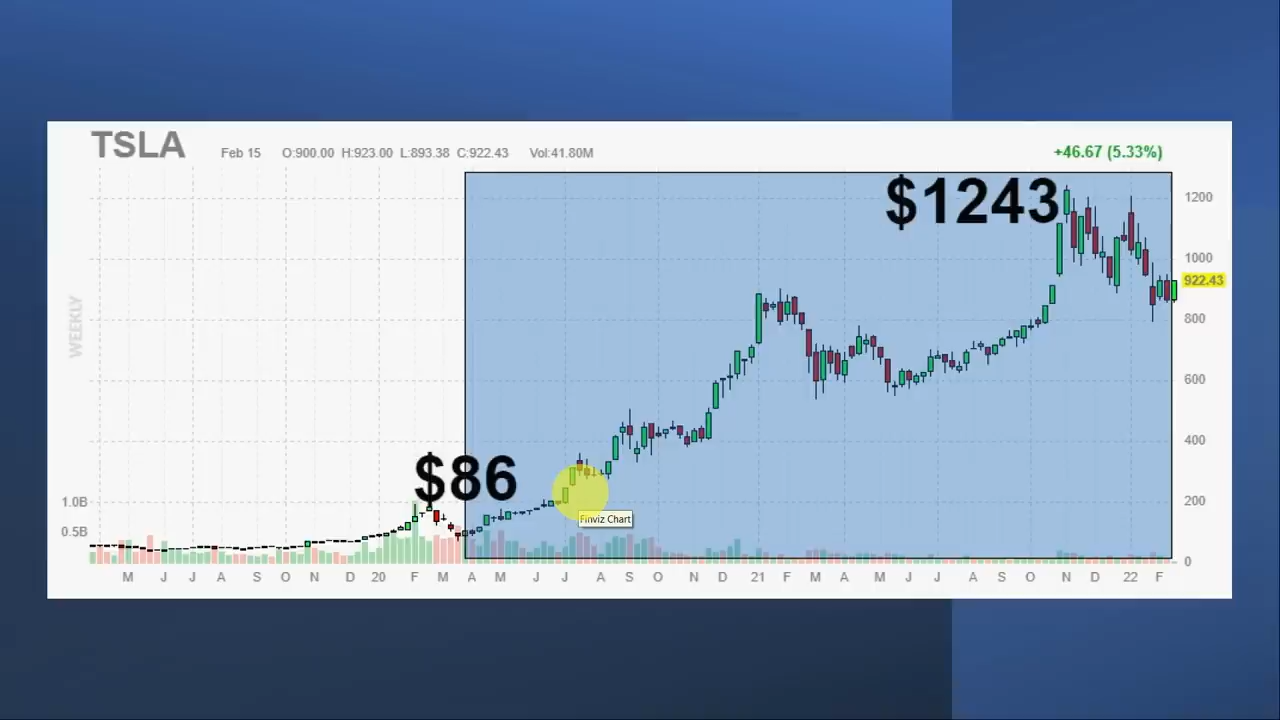 TSLA
Feb 15 O:900.00 H:923.00 L:893.38 C:922.43 Vol:41.80M
+46.67 (5.33%)
$1243
1200
1000
922.43
WEEKLY
800
600
400
$86
1.0B
200
Finviz Chart
0.5B
0
M J J A S O N D 20 F M A M J J A S O N D 21 F M A M J J A S O N D 22 F